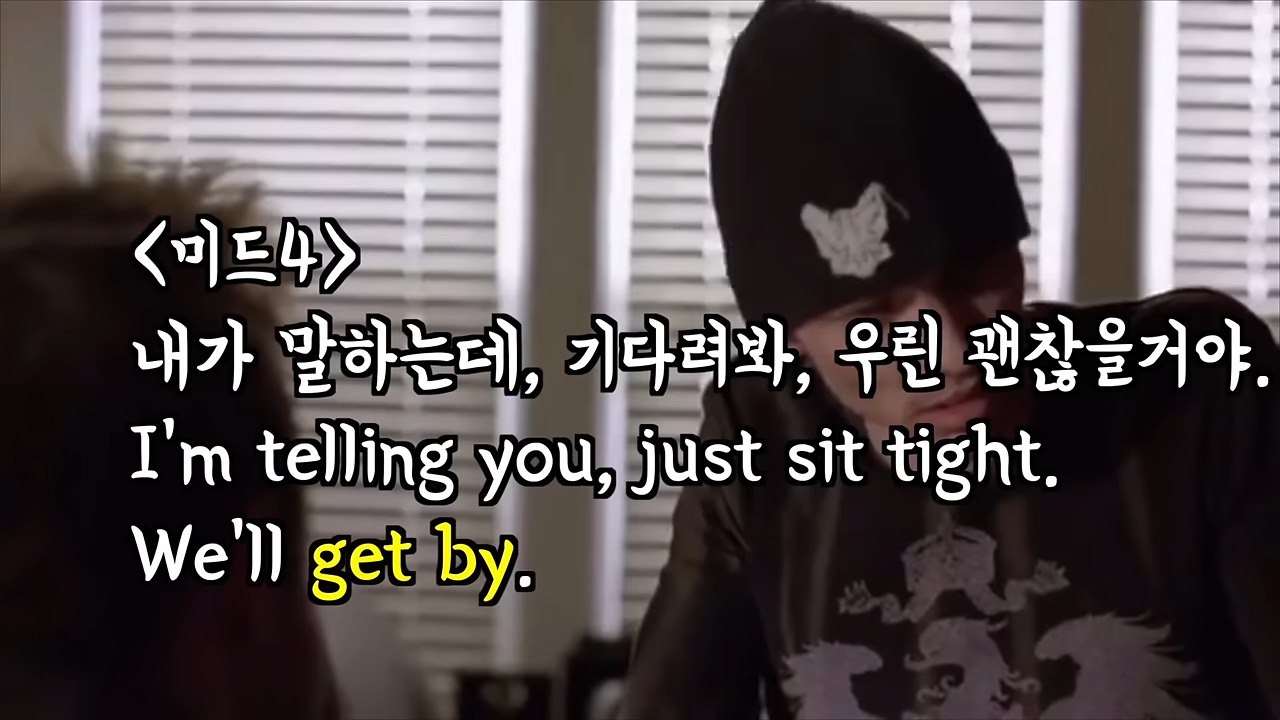 <미드4>
내가 말하는데, 기다려봐, 우린 괜찮을거야.
I'm telling you, just sit tight.
We'll get by.